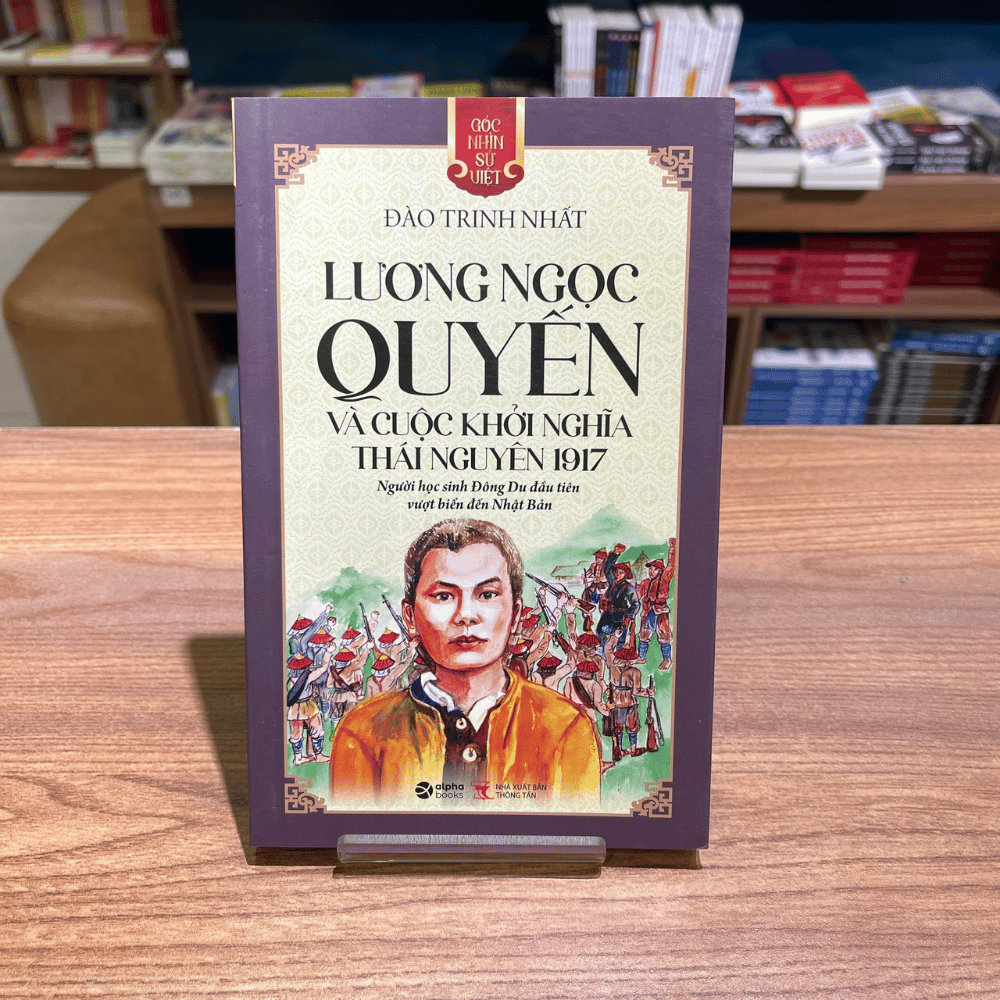 GÓC
NHÌN
SỬ
VIỆT
ĐÀO TRINH NHẤT
LƯƠNG NGỌC
QUYẾN
VÀ CUỘC KHỞI NGHĨA
THÁI NGUYÊN 1917
Người học sinh Đông Du đầu tiên
vượt biển đến Nhật Bản
alpha
books
NHÀ XUẤT BẢN
THÔNG TẤN